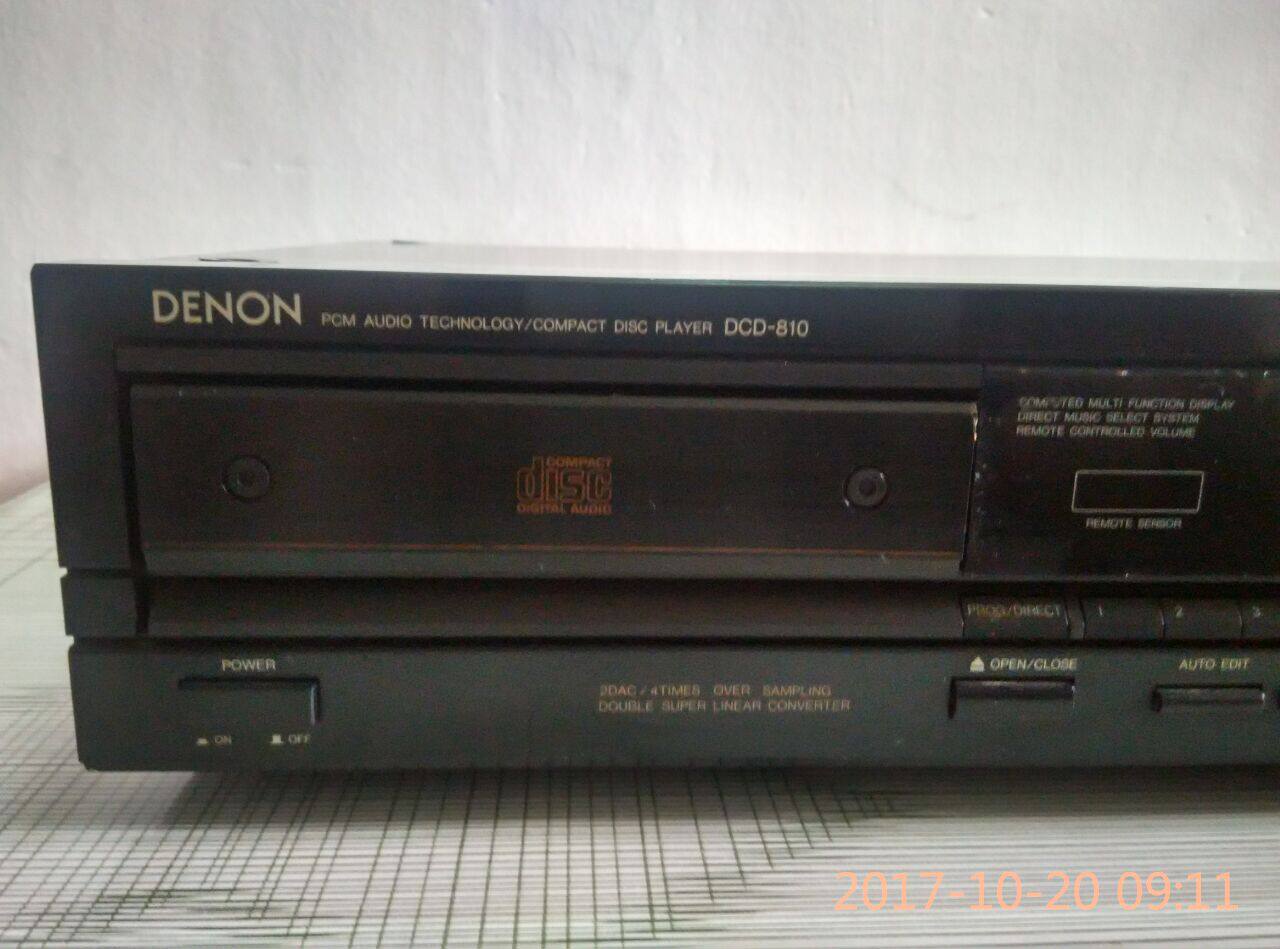 DENON PCM AUDIO TECHNOLOGY/COMPACT DISC PLAYER DCD-810
COMPUTED MULTI FUNCTION DISPLAY
DIRECT MUSIC SELECT SYSTEM
REMOTE CONTROLLED VOLUME
COMPACT
disc
DIGITAL AUDIO
REMOTE SENSOR
PROG/DIRECT 1 2 3
POWER
ON OFF
2DAC/4TIMES OVER SAMPLING
DOUBLE SUPER LINEAR CONVERTER
OPEN/CLOSE
AUTO EDIT
2017-10-20 09:11